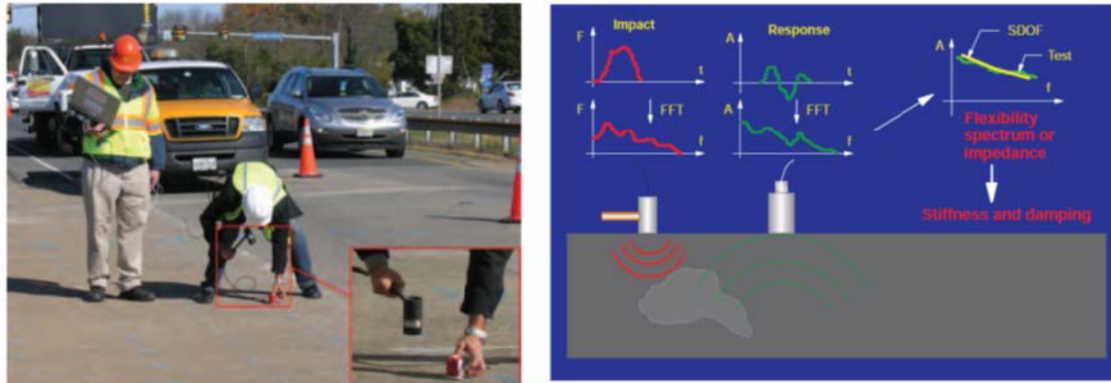 Impact
F
t
FFT
F
f
Response
A
t
FFT
A
f
A
SDOF
Test
f
Flexibility
spectrum or
impedance
Stiffness and damping